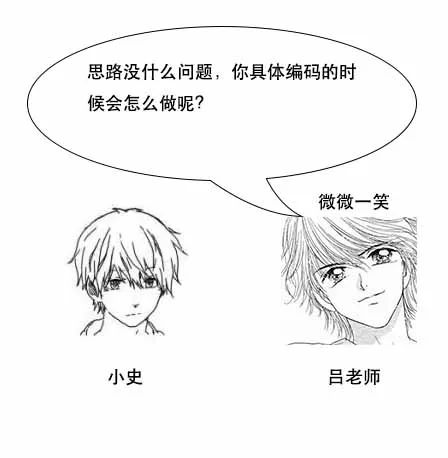 思路没什么问题，你具体编码的时
候会怎么做呢？
微微一笑
小史
吕老师